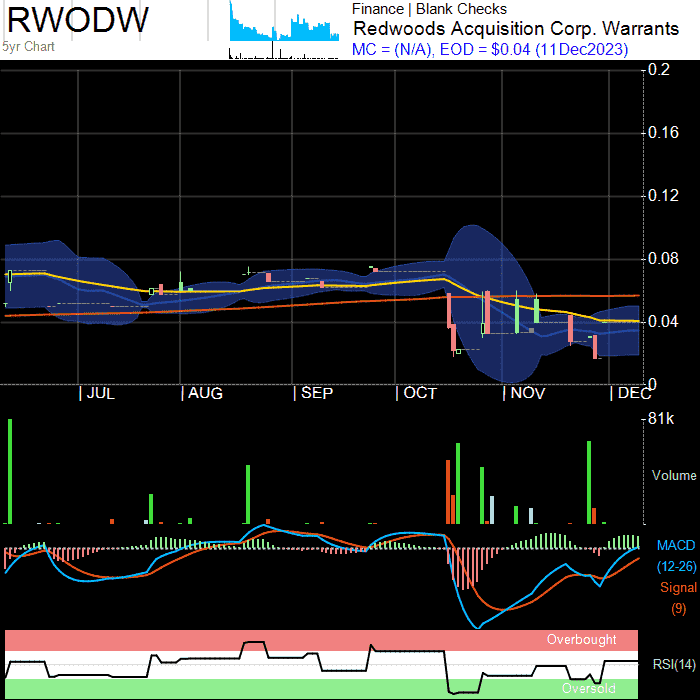 RWODW
5yr Chart
Finance | Blank Checks
Redwoods Acquisition Corp. Warrants
MC = (N/A), EOD = $0.04 (11Dec2023)
0.2
0.16
0.12
0.08
0.04
0
| JUL | AUG | SEP | OCT | NOV | DEC
81k
Volume
MACD
(12-26)
Signal
(9)
Overbought
RSI(14)
Oversold